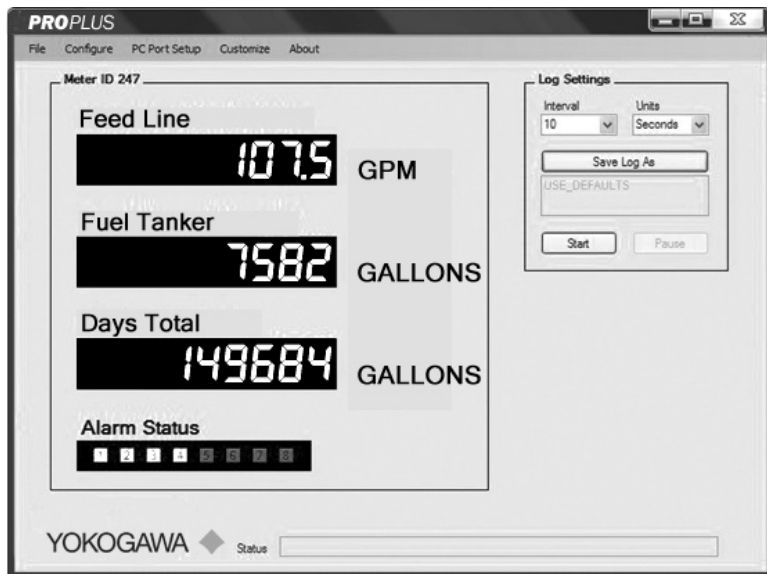 PROPLUS
File Configure PC Port Setup Customize About
Meter ID 247
Feed Line
107.5 GPM
Fuel Tanker
7582 GALLONS
Days Total
149684 GALLONS
Alarm Status
1 2 3 4 5 6 7 8
Log Settings
Interval Units
10 Seconds
Save Log As
USE_DEFAULTS
Start Pause
YOKOGAWA Status